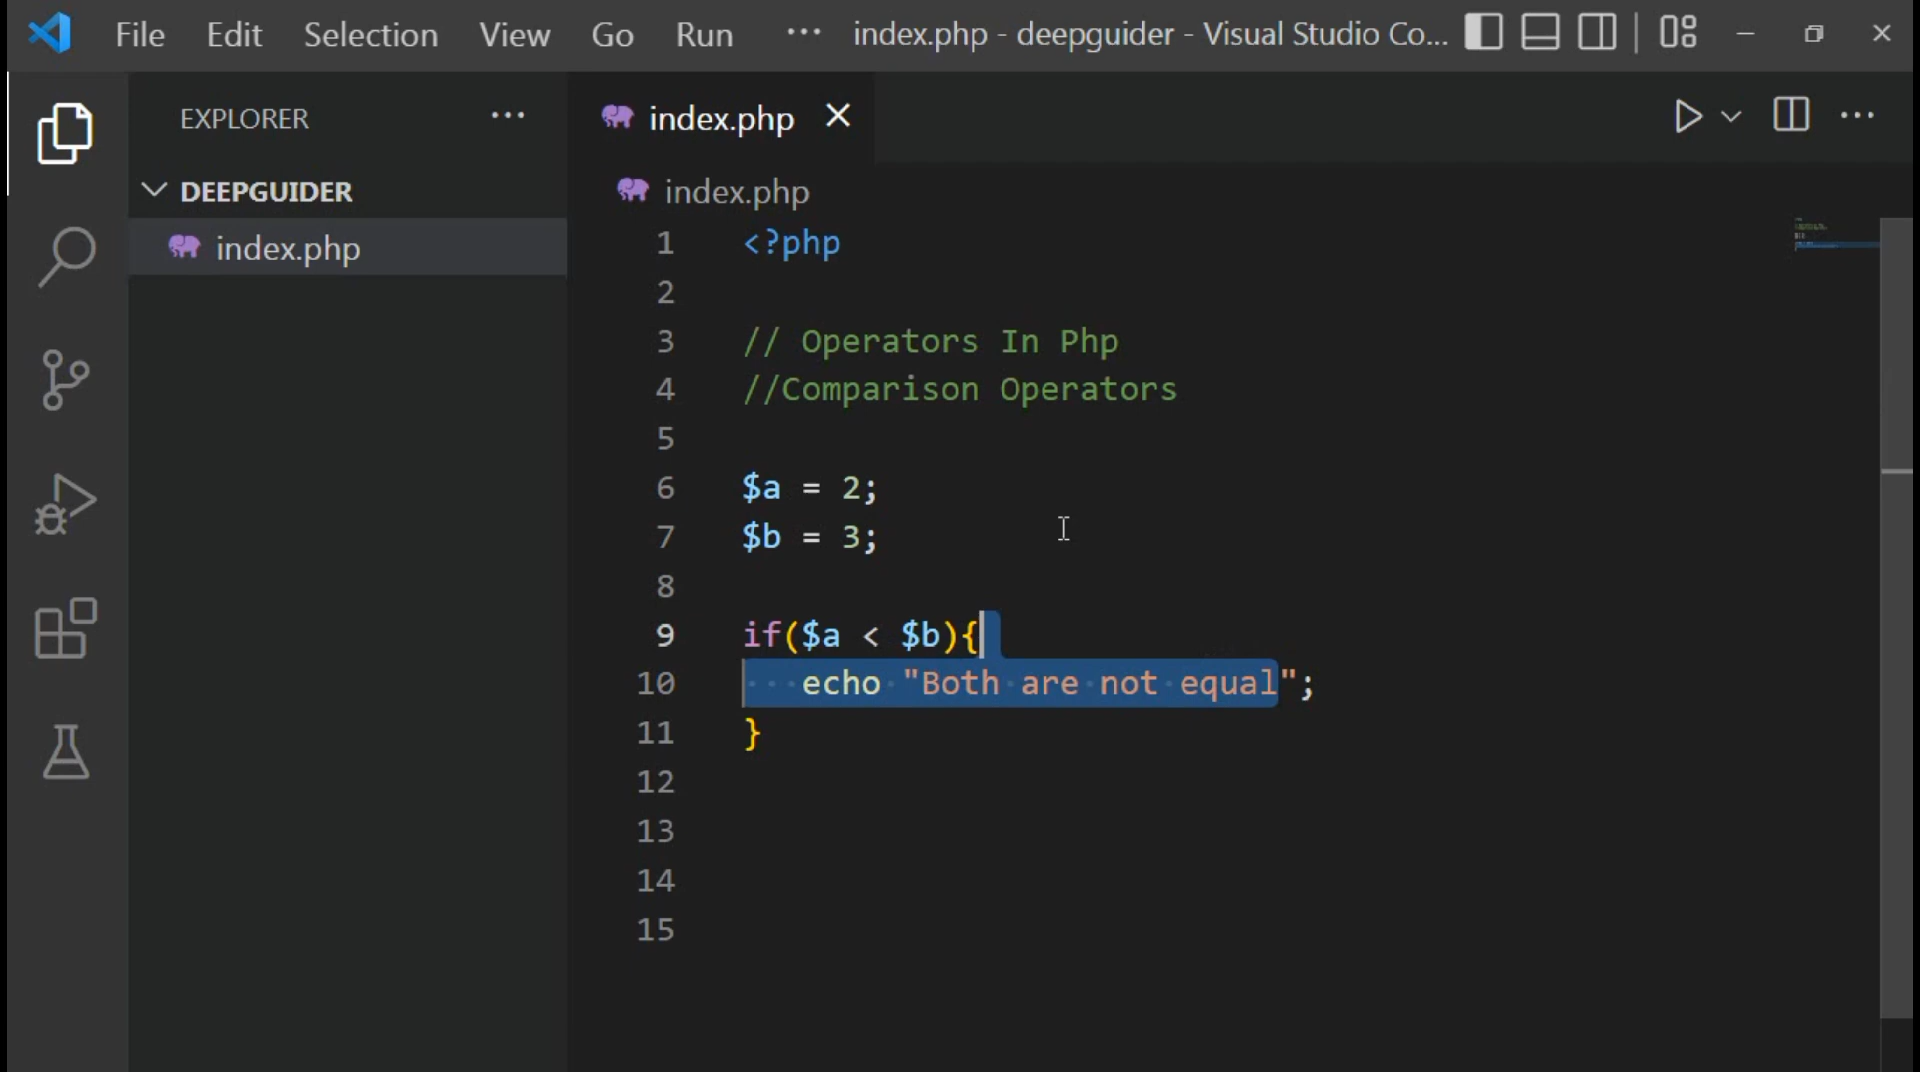 File Edit Selection View Go Run ··· index.php - deepguider - Visual Studio Co...
EXPLORER ···
index.php
DEEPGUIDER
index.php
index.php
1 <?php
2
3 // Operators In Php
4 //Comparison Operators
5
6 $a = 2;
7 $b = 3;
8
9 if($a < $b){
10 echo "Both are not equal";
11 }
12
13
14
15